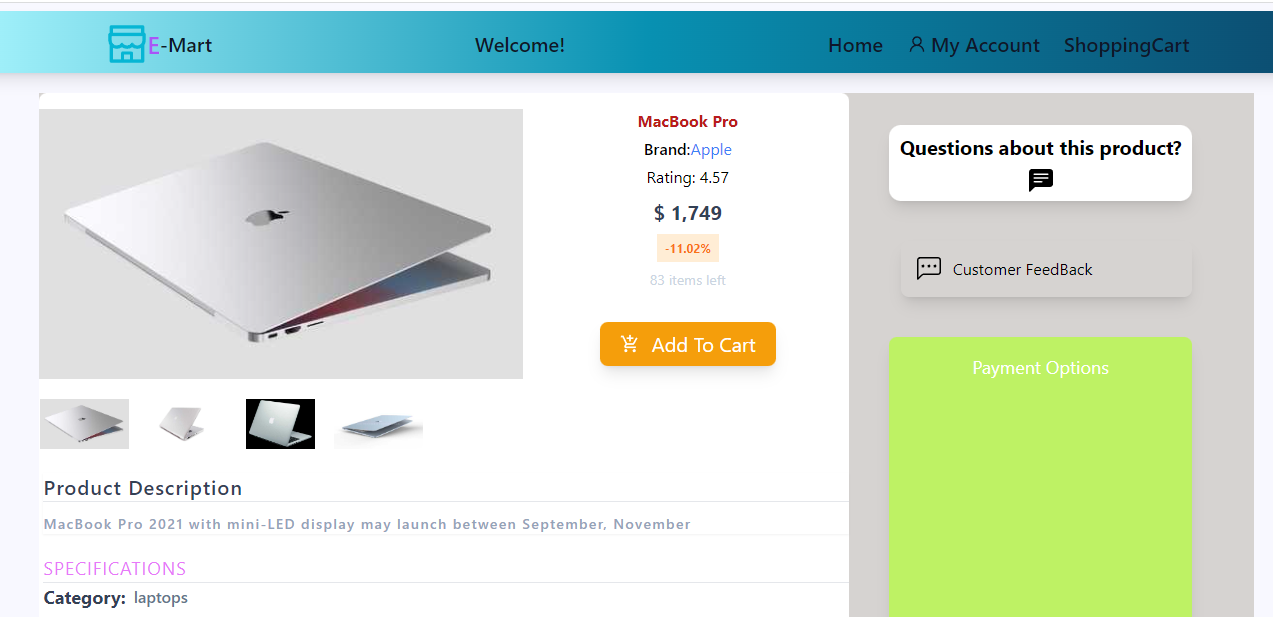 E-Mart
Welcome!
Home
My Account
ShoppingCart
MacBook Pro
Brand:Apple
Rating: 4.57
$ 1,749
-11.02%
83 items left
Add To Cart
Product Description
MacBook Pro 2021 with mini-LED display may launch between September, November
SPECIFICATIONS
Category: laptops
Questions about this product?
Customer FeedBack
Payment Options